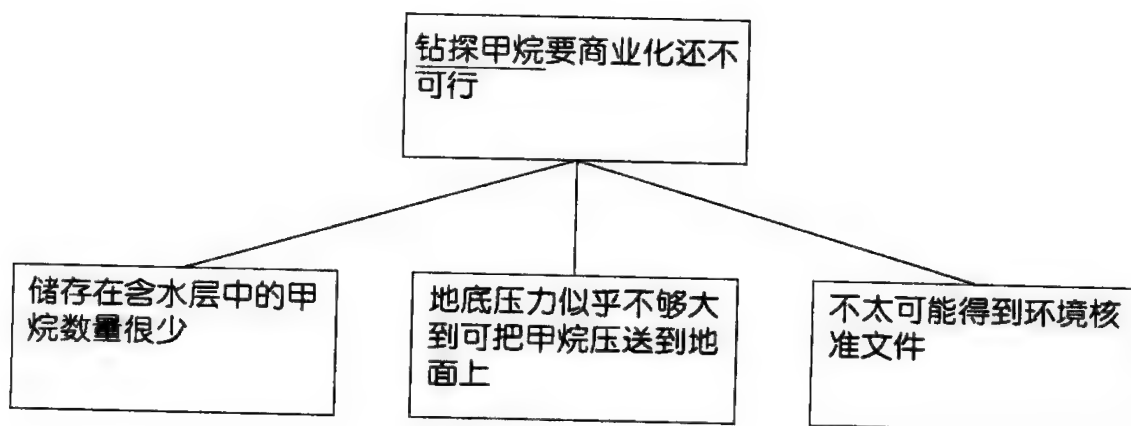 钻探甲烷要商业化还不
可行
储存在含水层中的甲
烷数量很少
地底压力似乎不够大
到可把甲烷压送到地
面上
不太可能得到环境核
准文件